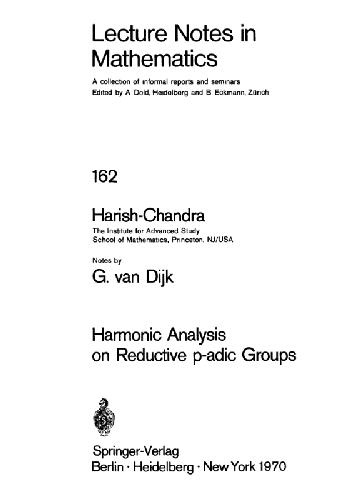 Lecture Notes in
Mathematics
A collection of informal reports and seminars
Edited by A. Dold, Heidelberg and B. Eckmann, Zürich
162
Harish-Chandra
The Institute for Advanced Study
School of Mathematics, Princeton, NJ/USA
Notes by
G. van Dijk
Harmonic Analysis
on Reductive p-adic Groups
Springer-Verlag
Berlin · Heidelberg · New York 1970